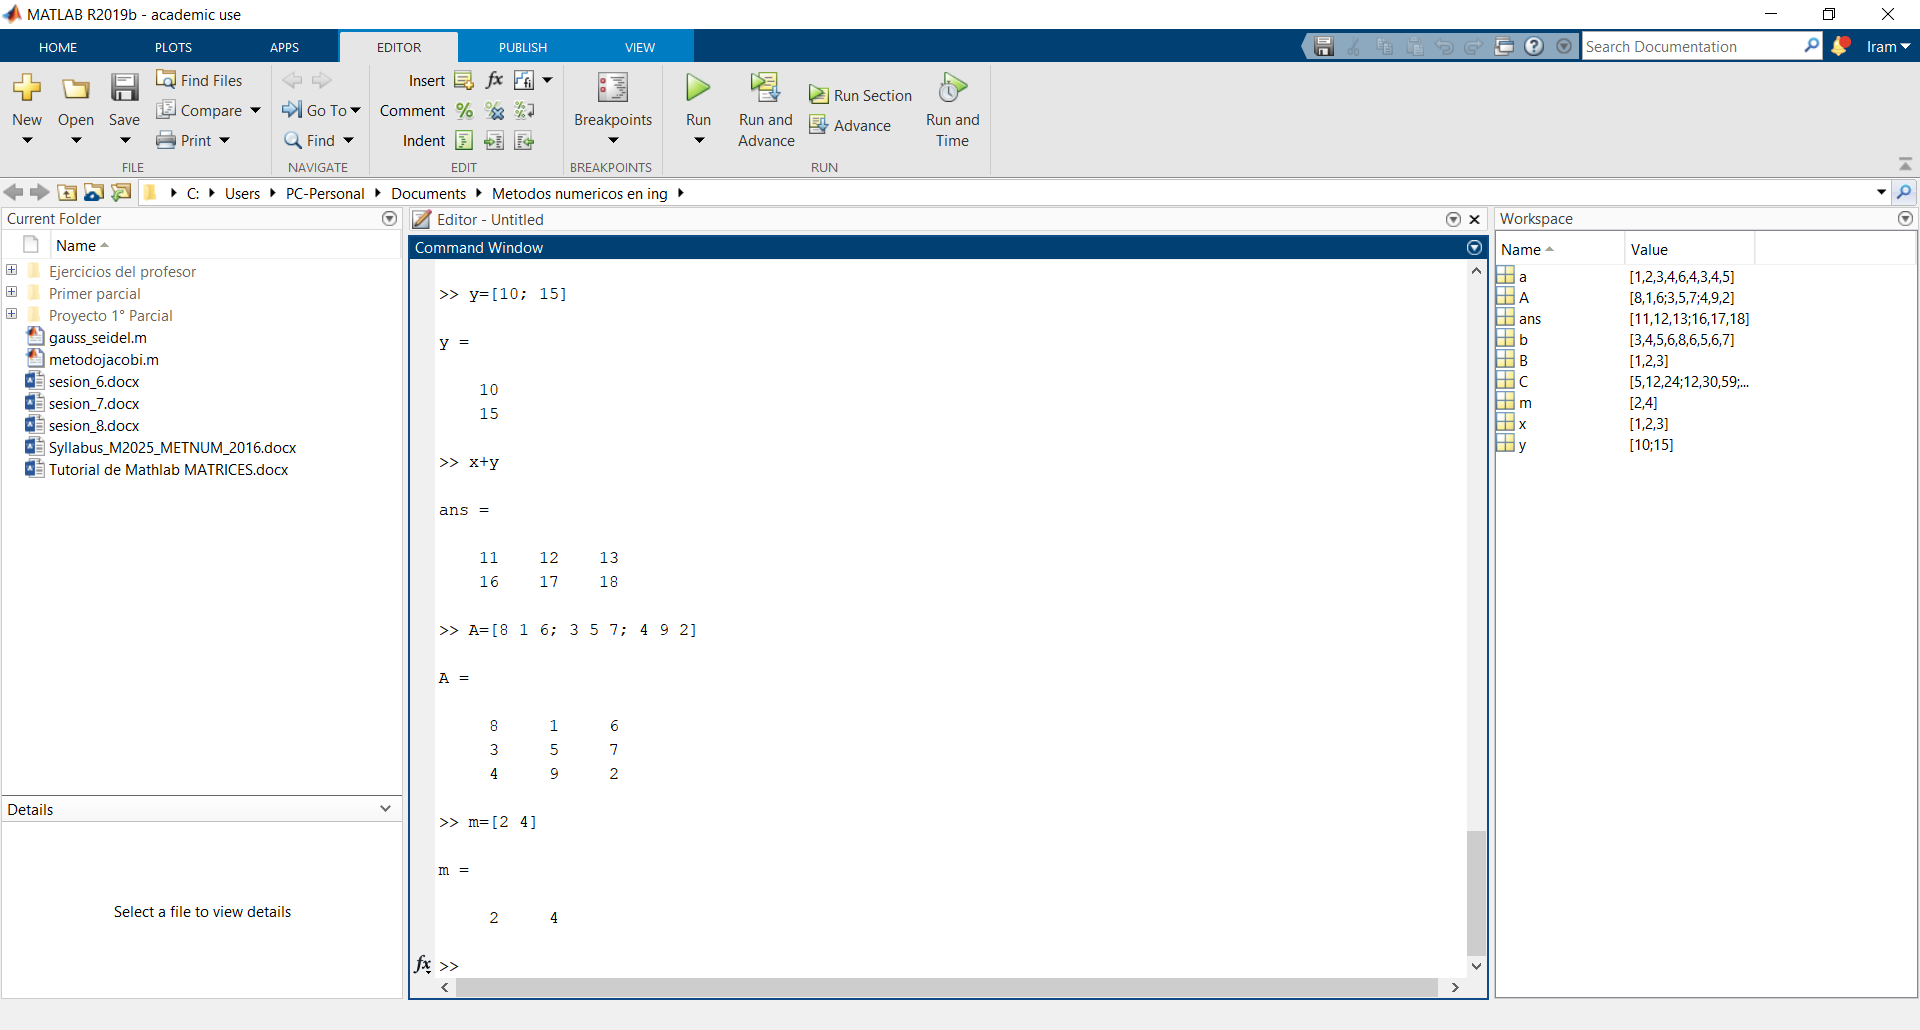 MATLAB R2019b - academic use
HOME PLOTS APPS EDITOR PUBLISH VIEW Search Documentation Iram
New Open Save Find Files Compare Print
FILE
Go To Find
NAVIGATE
Insert fx fi
Comment % % %
Indent
EDIT
Breakpoints
BREAKPOINTS
Run Run and Advance Run Section Advance Run and Time
RUN
C: Users PC-Personal Documents Metodos numericos en ing
Current Folder
Name
Ejercicios del profesor
Primer parcial
Proyecto 1° Parcial
gauss_seidel.m
metodojacobi.m
sesion_6.docx
sesion_7.docx
sesion_8.docx
Syllabus_M2025_METNUM_2016.docx
Tutorial de Mathlab MATRICES.docx
Details
Select a file to view details
Editor - Untitled
Command Window
>> y=[10; 15]
y =
10
15
>> x+y
ans =
11 12 13
16 17 18
>> A=[8 1 6; 3 5 7; 4 9 2]
A =
8 1 6
3 5 7
4 9 2
>> m=[2 4]
m =
2 4
fx >>
Workspace
Name Value
a [1,2,3,4,6,4,3,4,5]
A [8,1,6;3,5,7;4,9,2]
ans [11,12,13;16,17,18]
b [3,4,5,6,8,6,5,6,7]
B [1,2,3]
C [5,12,24;12,30,59;...
m [2,4]
x [1,2,3]
y [10;15]